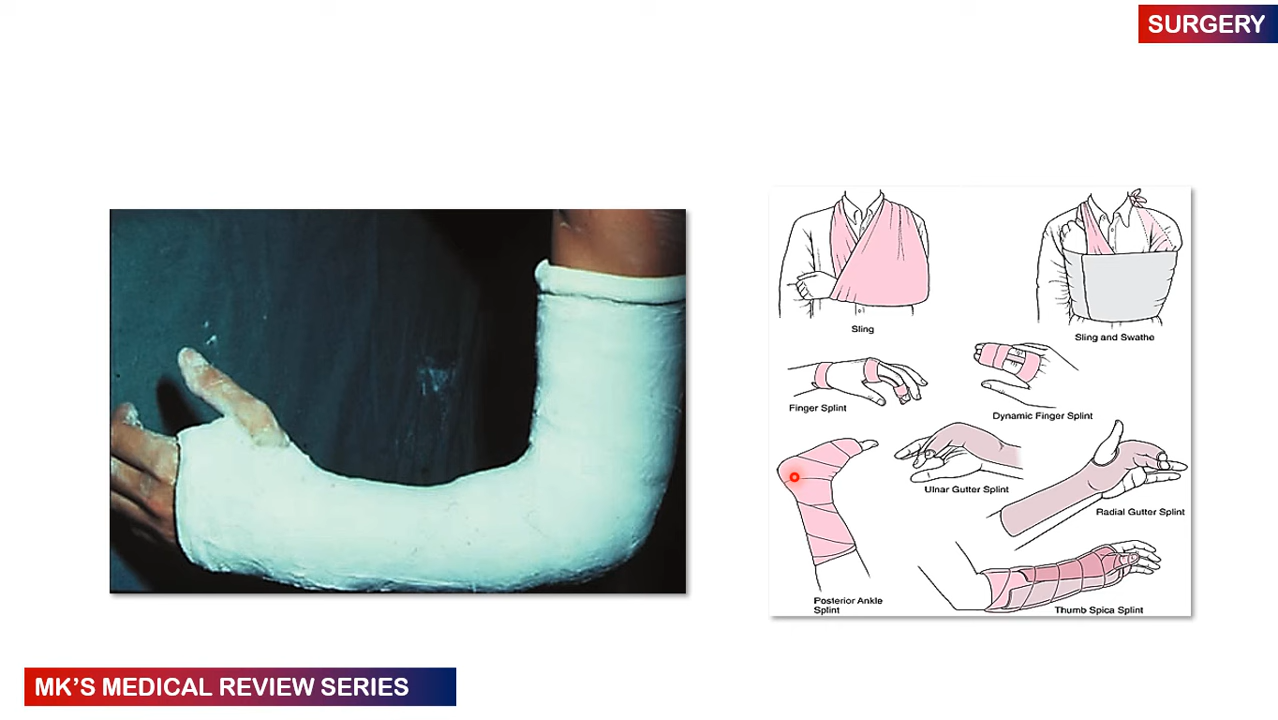 SURGERY
Sling
Sling and Swathe
Finger Splint
Dynamic Finger Splint
Ulnar Gutter Splint
Radial Gutter Splint
Posterior Ankle
Splint
Thumb Spica Splint
MK'S MEDICAL REVIEW SERIES